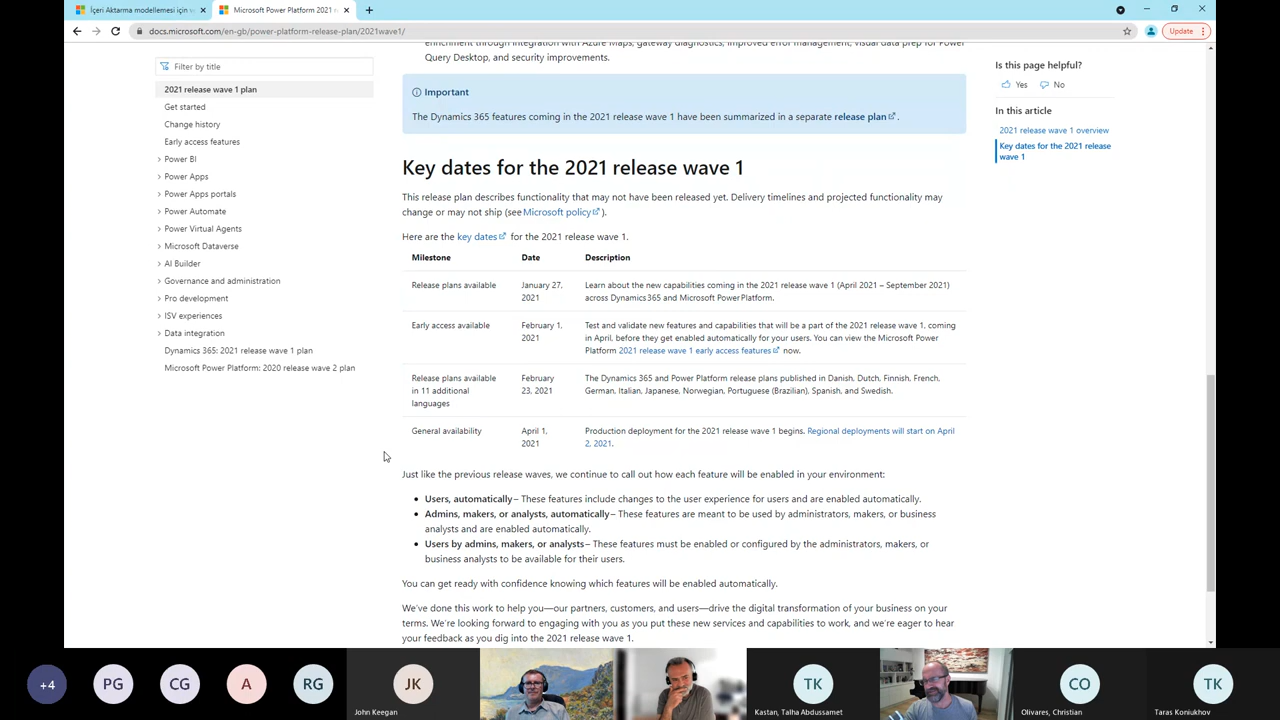 İçeri Aktarma modellemesi için v
Microsoft Power Platform 2021 r
docs.microsoft.com/en-gb/power-platform-release-plan/2021wave1/
Update
Filter by title
2021 release wave 1 plan
Get started
Change history
Early access features
Power BI
Power Apps
Power Apps portals
Power Automate
Power Virtual Agents
Microsoft Dataverse
AI Builder
Governance and administration
Pro development
ISV experiences
Data integration
Dynamics 365: 2021 release wave 1 plan
Microsoft Power Platform: 2020 release wave 2 plan
enrichment through integration with Azure Maps, gateway diagnostics, improved error management, visual data prep for Power
Query Desktop, and security improvements.
Important
The Dynamics 365 features coming in the 2021 release wave 1 have been summarized in a separate release plan .
Key dates for the 2021 release wave 1
This release plan describes functionality that may not have been released yet. Delivery timelines and projected functionality may
change or may not ship (see Microsoft policy ).
Here are the key dates for the 2021 release wave 1.
Milestone Date Description
Release plans available January 27, 2021 Learn about the new capabilities coming in the 2021 release wave 1 (April 2021 – September 2021)
across Dynamics 365 and Microsoft Power Platform.
Early access available February 1, 2021 Test and validate new features and capabilities that will be a part of the 2021 release wave 1, coming
in April, before they get enabled automatically for your users. You can view the Microsoft Power
Platform 2021 release wave 1 early access features now.
Release plans available in 11 additional languages February 23, 2021 The Dynamics 365 and Power Platform release plans published in Danish, Dutch, Finnish, French,
German, Italian, Japanese, Norwegian, Portuguese (Brazilian), Spanish, and Swedish.
General availability April 1, 2021 Production deployment for the 2021 release wave 1 begins. Regional deployments will start on April
2, 2021.
Just like the previous release waves, we continue to call out how each feature will be enabled in your environment:
• Users, automatically – These features include changes to the user experience for users and are enabled automatically.
• Admins, makers, or analysts, automatically – These features are meant to be used by administrators, makers, or business
analysts and are enabled automatically.
• Users by admins, makers, or analysts – These features must be enabled or configured by the administrators, makers, or
business analysts to be available for their users.
You can get ready with confidence knowing which features will be enabled automatically.
We've done this work to help you—our partners, customers, and users—drive the digital transformation of your business on your
terms. We're looking forward to engaging with you as you put these new services and capabilities to work, and we're eager to hear
your feedback as you dig into the 2021 release wave 1.
Is this page helpful?
Yes No
In this article
2021 release wave 1 overview
Key dates for the 2021 release
wave 1
+4
PG
CG
A
RG
JK
John Keegan
TK
Kastan, Talha Abdussamet
CO
Olivares, Christian
TK
Taras Koniukhov